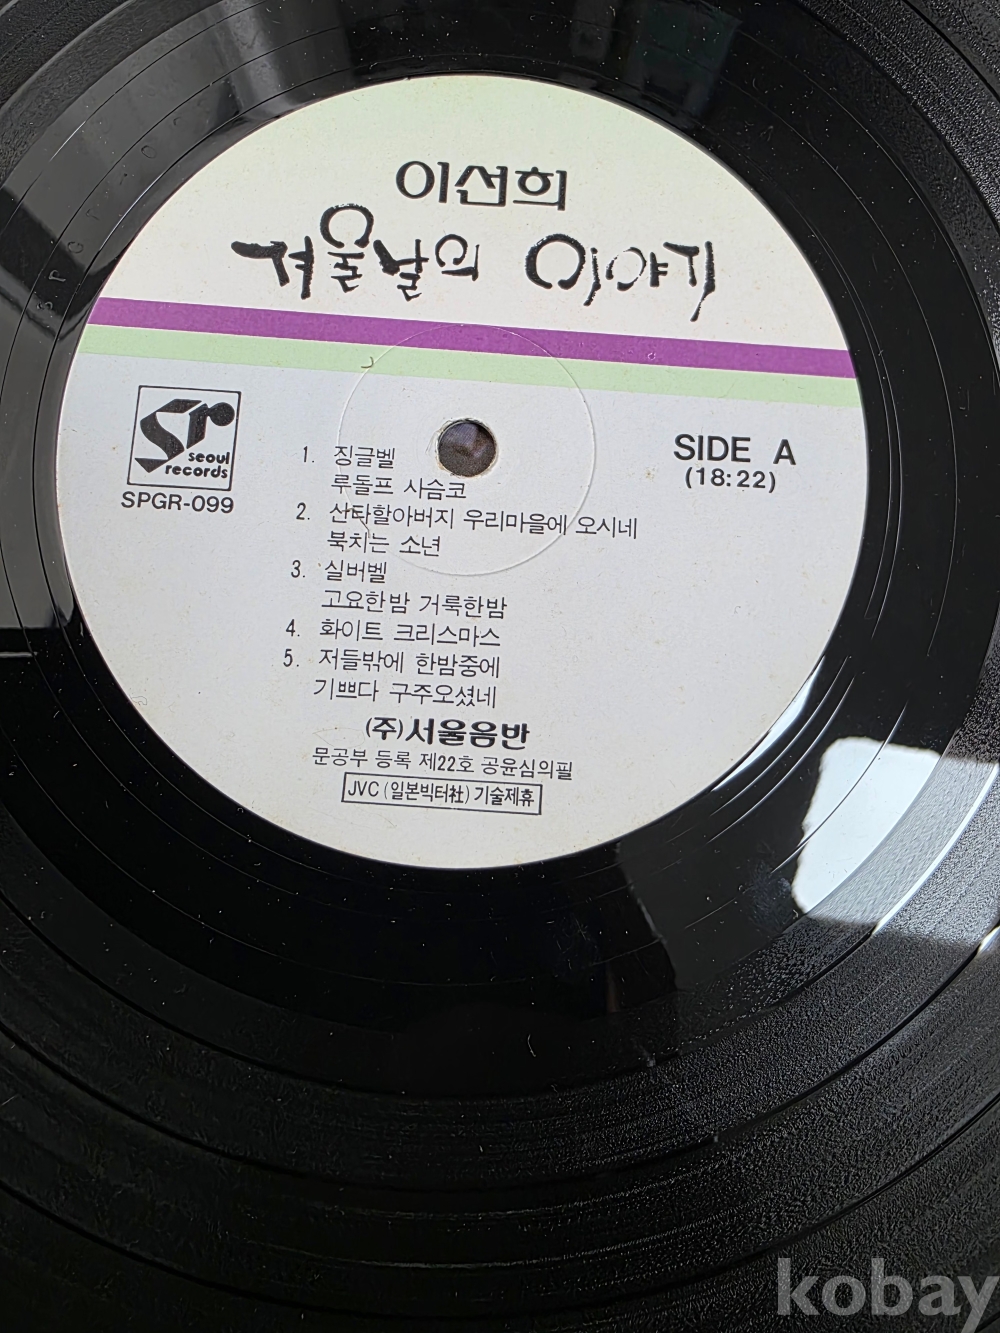 이선희
겨울날의 이야기
seoul
records
SPGR-099
SIDE A
(18:22)
1. 징글벨
루돌프 사슴코
2. 산타할아버지 우리마을에 오시네
북치는 소년
3. 실버벨
고요한밤 거룩한밤
4. 화이트 크리스마스
5. 저들밖에 한밤중에
기쁘다 구주오셨네
(주)서울음반
문공부 등록 제22호 공윤심의필
JVC (일본빅터社) 기술제휴
kobay